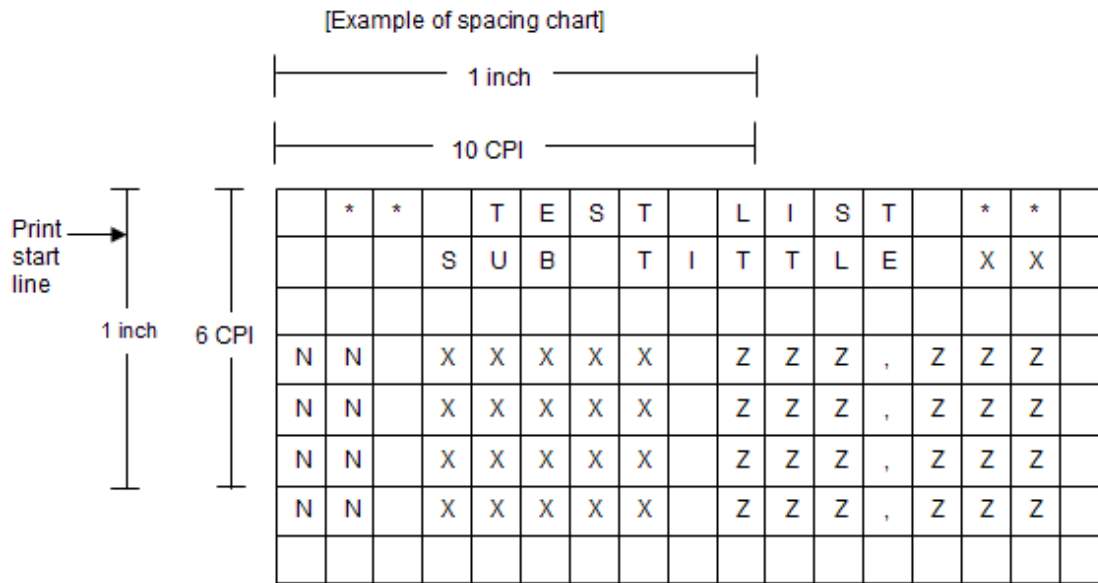 [Example of spacing chart]
1 inch
10 CPI
Print
start
line
1 inch
6 CPI
* * T E S T L I S T * *
S U B T I T T L E X X
N N X X X X X Z Z Z , Z Z Z
N N X X X X X Z Z Z , Z Z Z
N N X X X X X Z Z Z , Z Z Z
N N X X X X X Z Z Z , Z Z Z